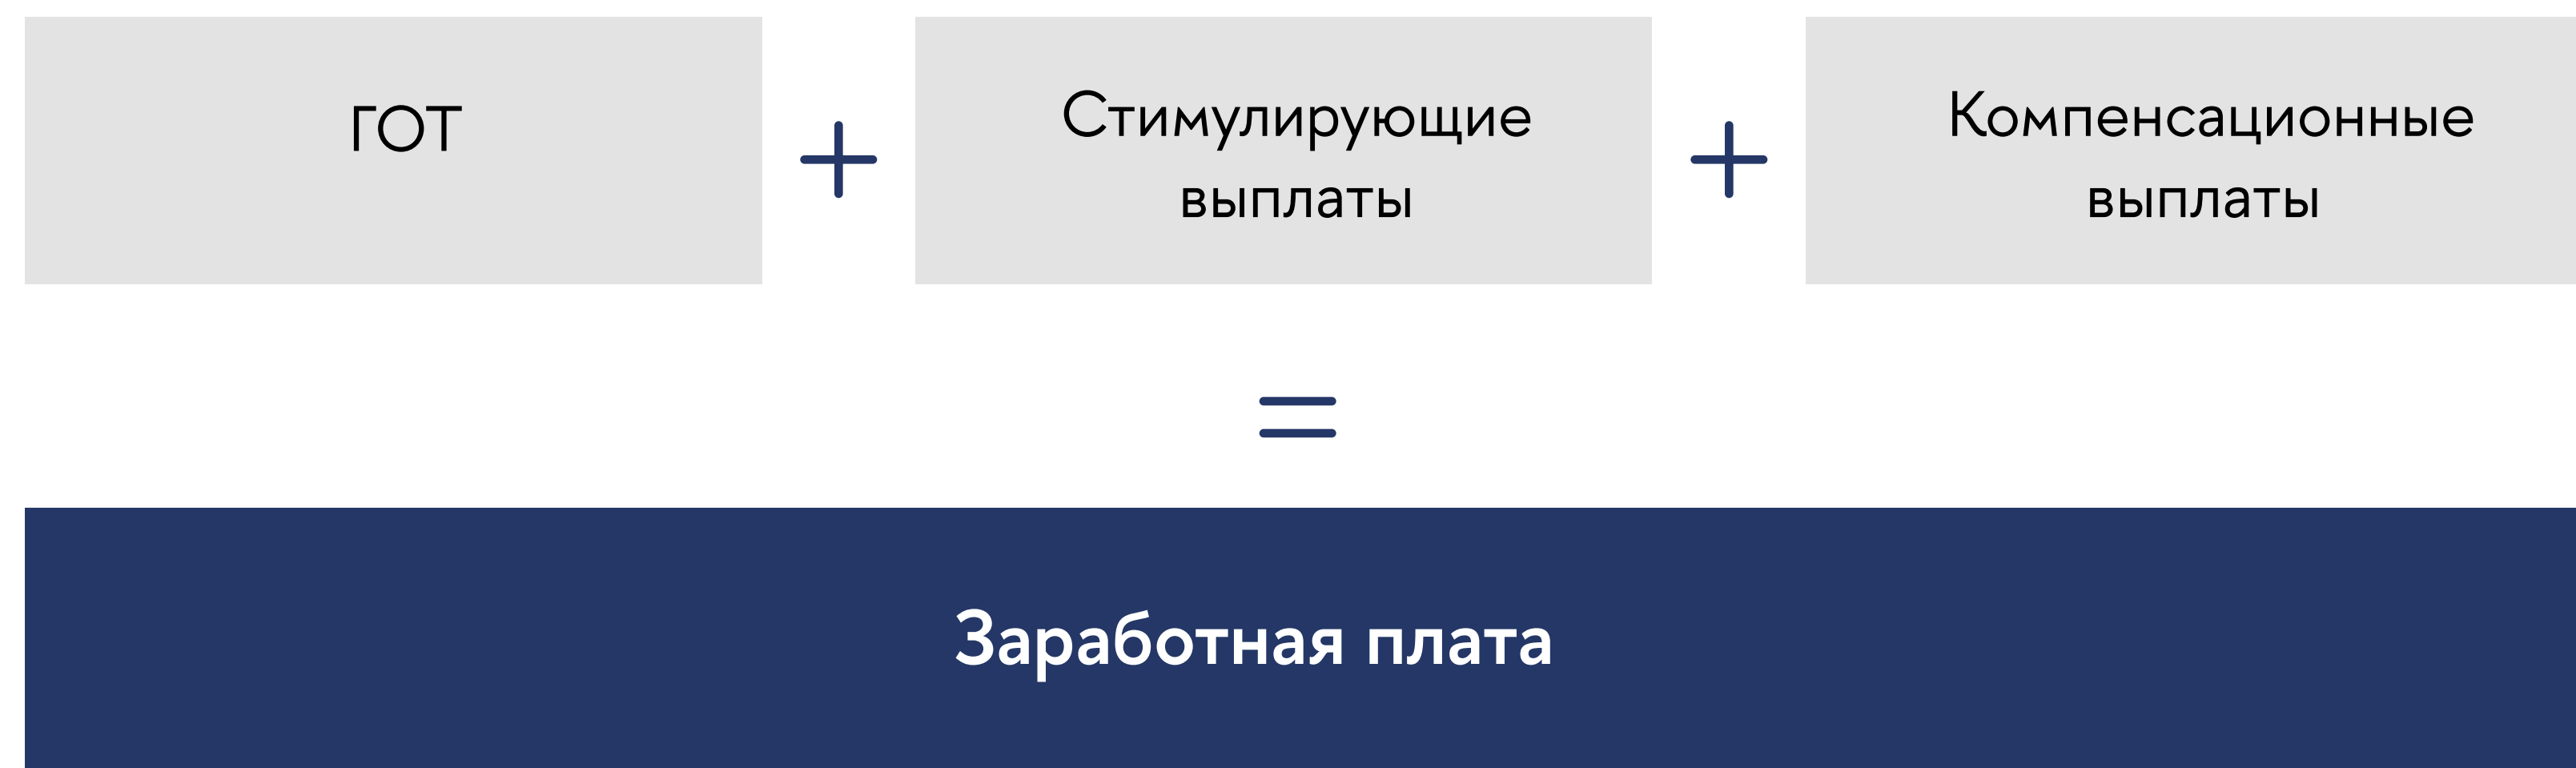 ГОТ
Стимулирующие
выплаты
Компенсационные
выплаты
Заработная плата